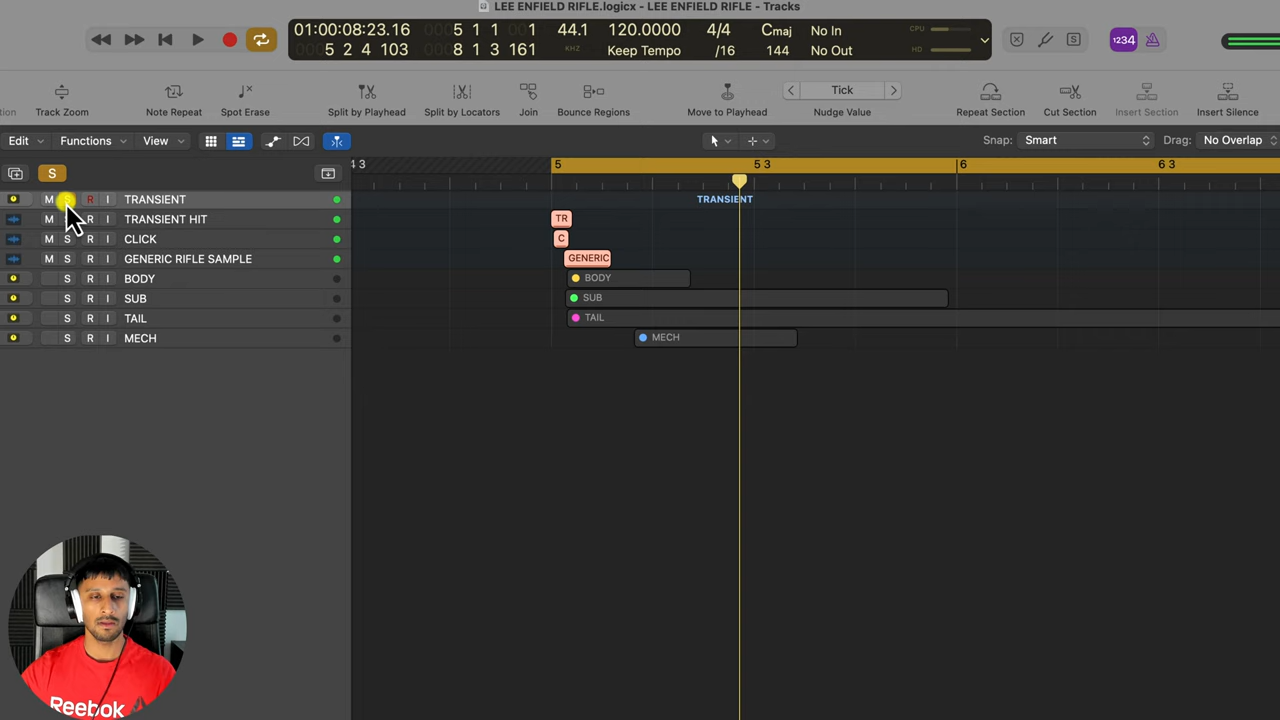 LEE ENFIELD RIFLE.logicx - LEE ENFIELD RIFLE - Tracks
01:00:08:23.16 5 1 1 1 44.1 120.0000 4/4 Cmaj No In CPU
5 2 4 103 8 1 3 161 KHZ Keep Tempo /16 144 No Out HD
S 1234
Tick
Track Zoom Note Repeat Spot Erase Split by Playhead Split by Locators Join Bounce Regions Move to Playhead Nudge Value Repeat Section Cut Section Insert Section Insert Silence
Edit Functions View Snap: Smart Drag: No Overlap
S 4 3 5 5 3 6 6 3
M S R I TRANSIENT TRANSIENT
M S R I TRANSIENT HIT TR
M S R I CLICK C
M S R I GENERIC RIFLE SAMPLE GENERIC
S R I BODY BODY
S R I SUB SUB
S R I TAIL TAIL
S R I MECH MECH
Reebok